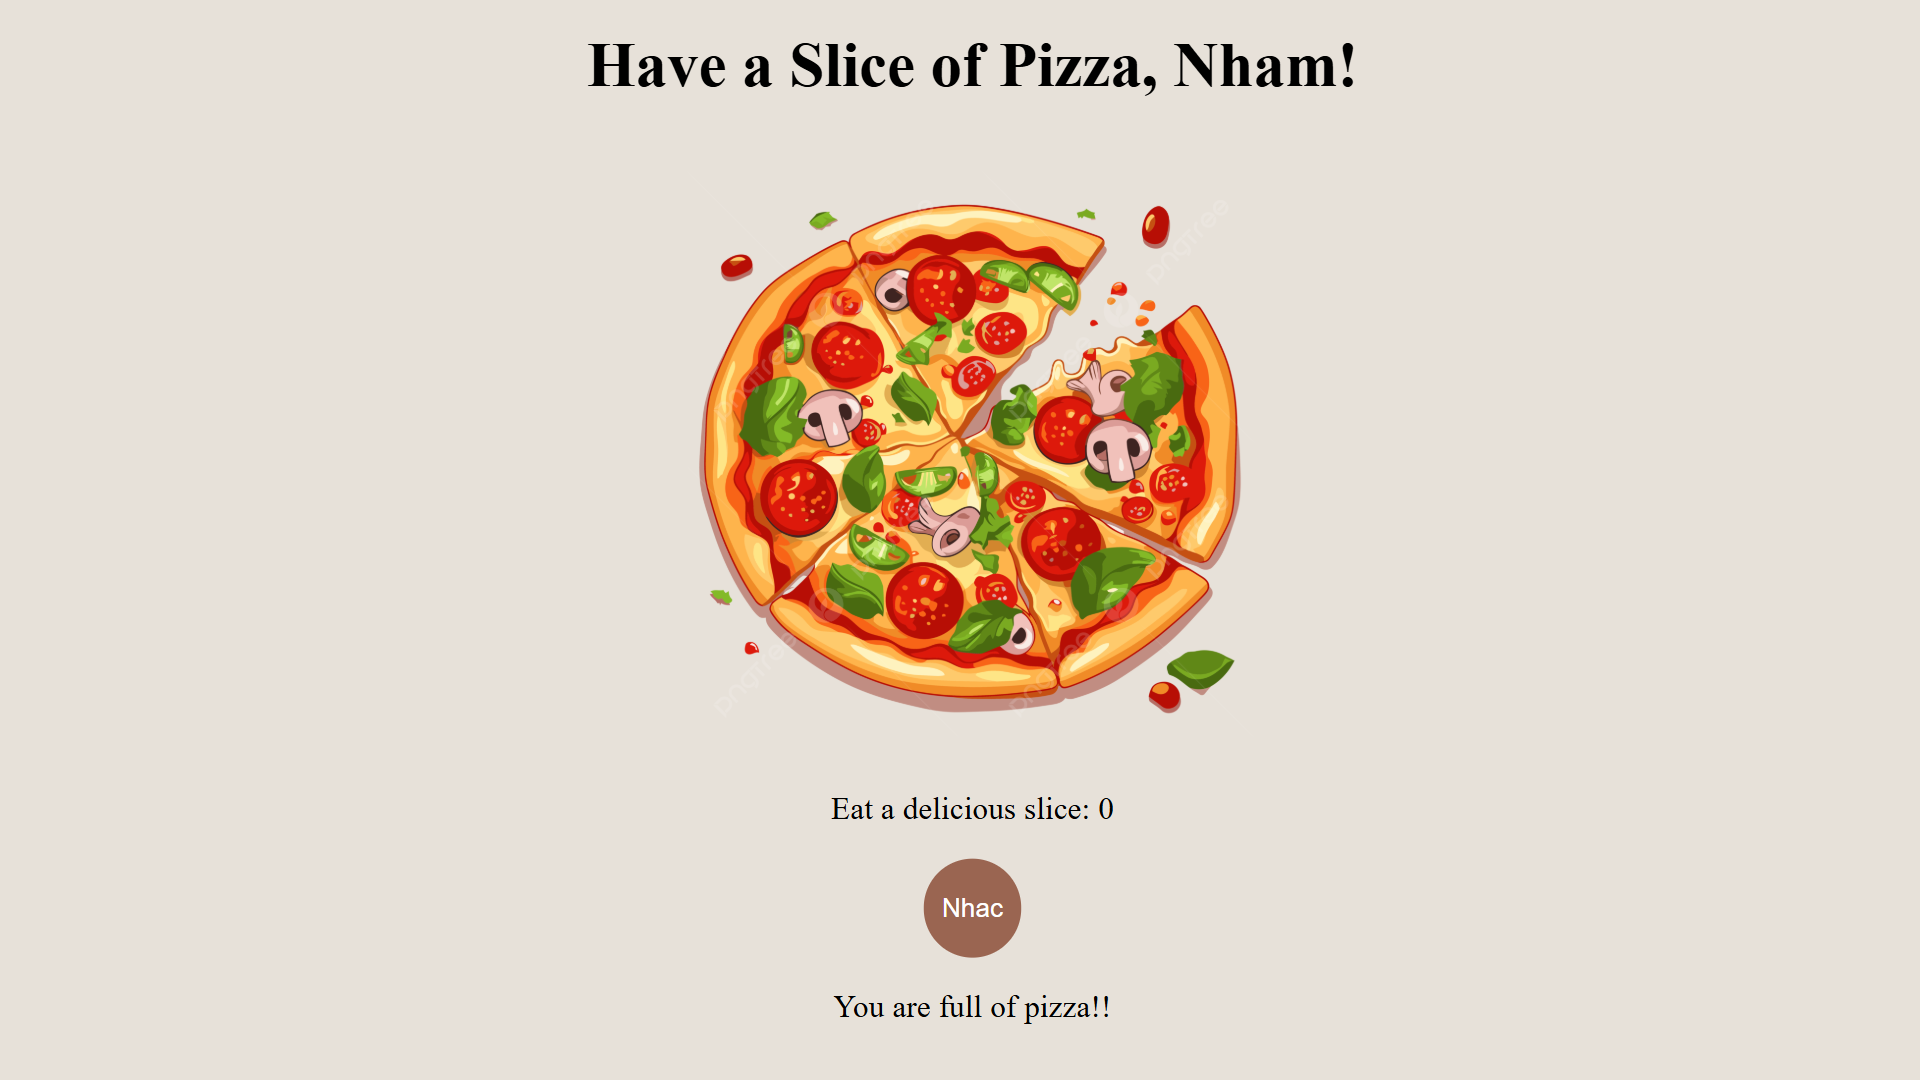 Have a Slice of Pizza, Nham!
Eat a delicious slice: 0
Nhac
You are full of pizza!!